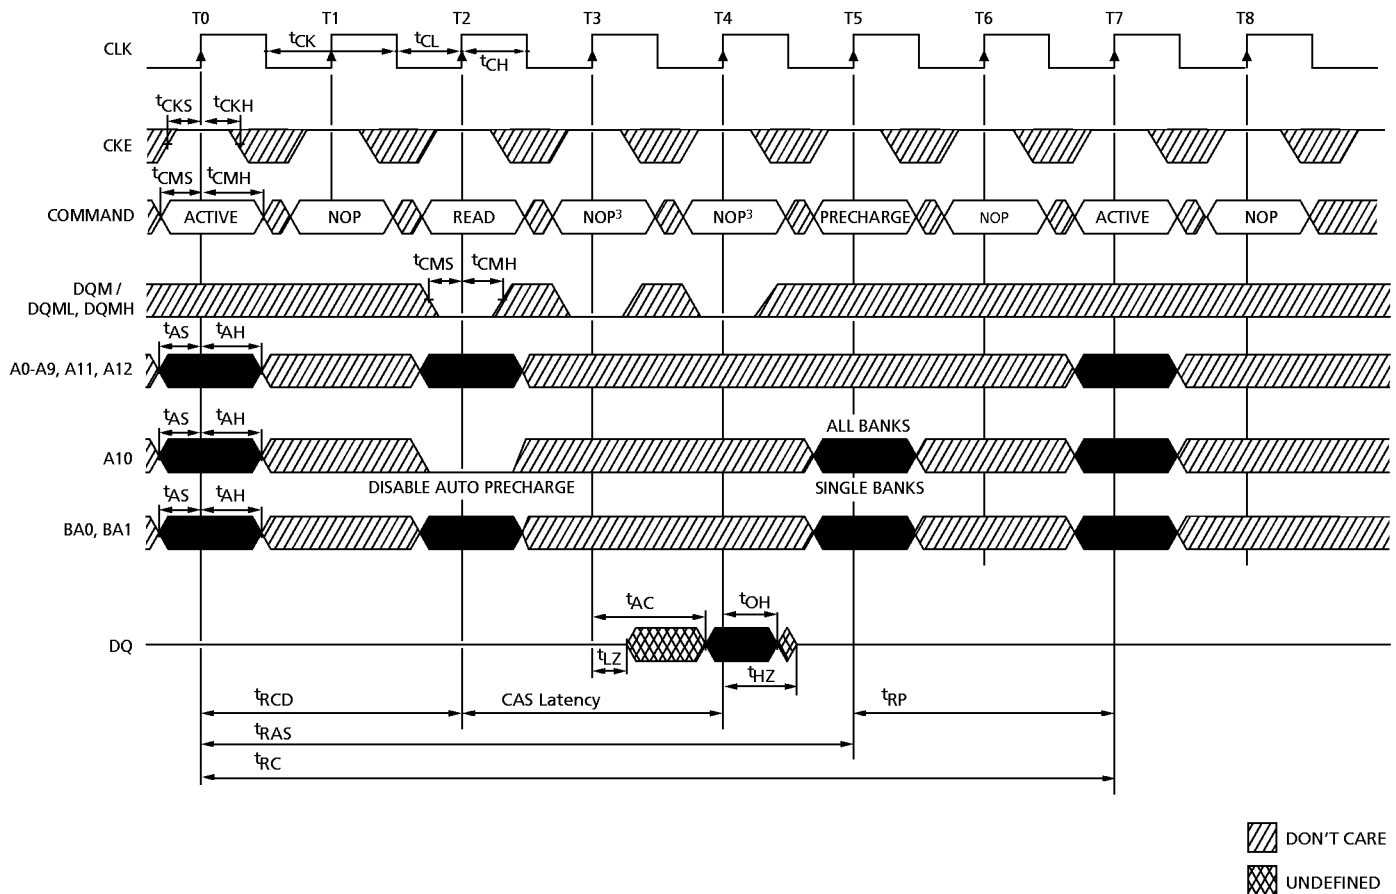 T0 T1 T2 T3 T4 T5 T6 T7 T8
CLK
tCK tCL
tCH
tCKS tCKH
CKE
tCMS tCMH
COMMAND ACTIVE NOP READ NOP3 NOP3 PRECHARGE NOP ACTIVE NOP
tCMS tCMH
DQM /
DQML, DQMH
tAS tAH
A0-A9, A11, A12
tAS tAH ALL BANKS
A10
DISABLE AUTO PRECHARGE SINGLE BANKS
tAS tAH
BA0, BA1
tAC tOH
DQ
tLZ tHZ
tRCD CAS Latency tRP
tRAS
tRC
DON'T CARE
UNDEFINED